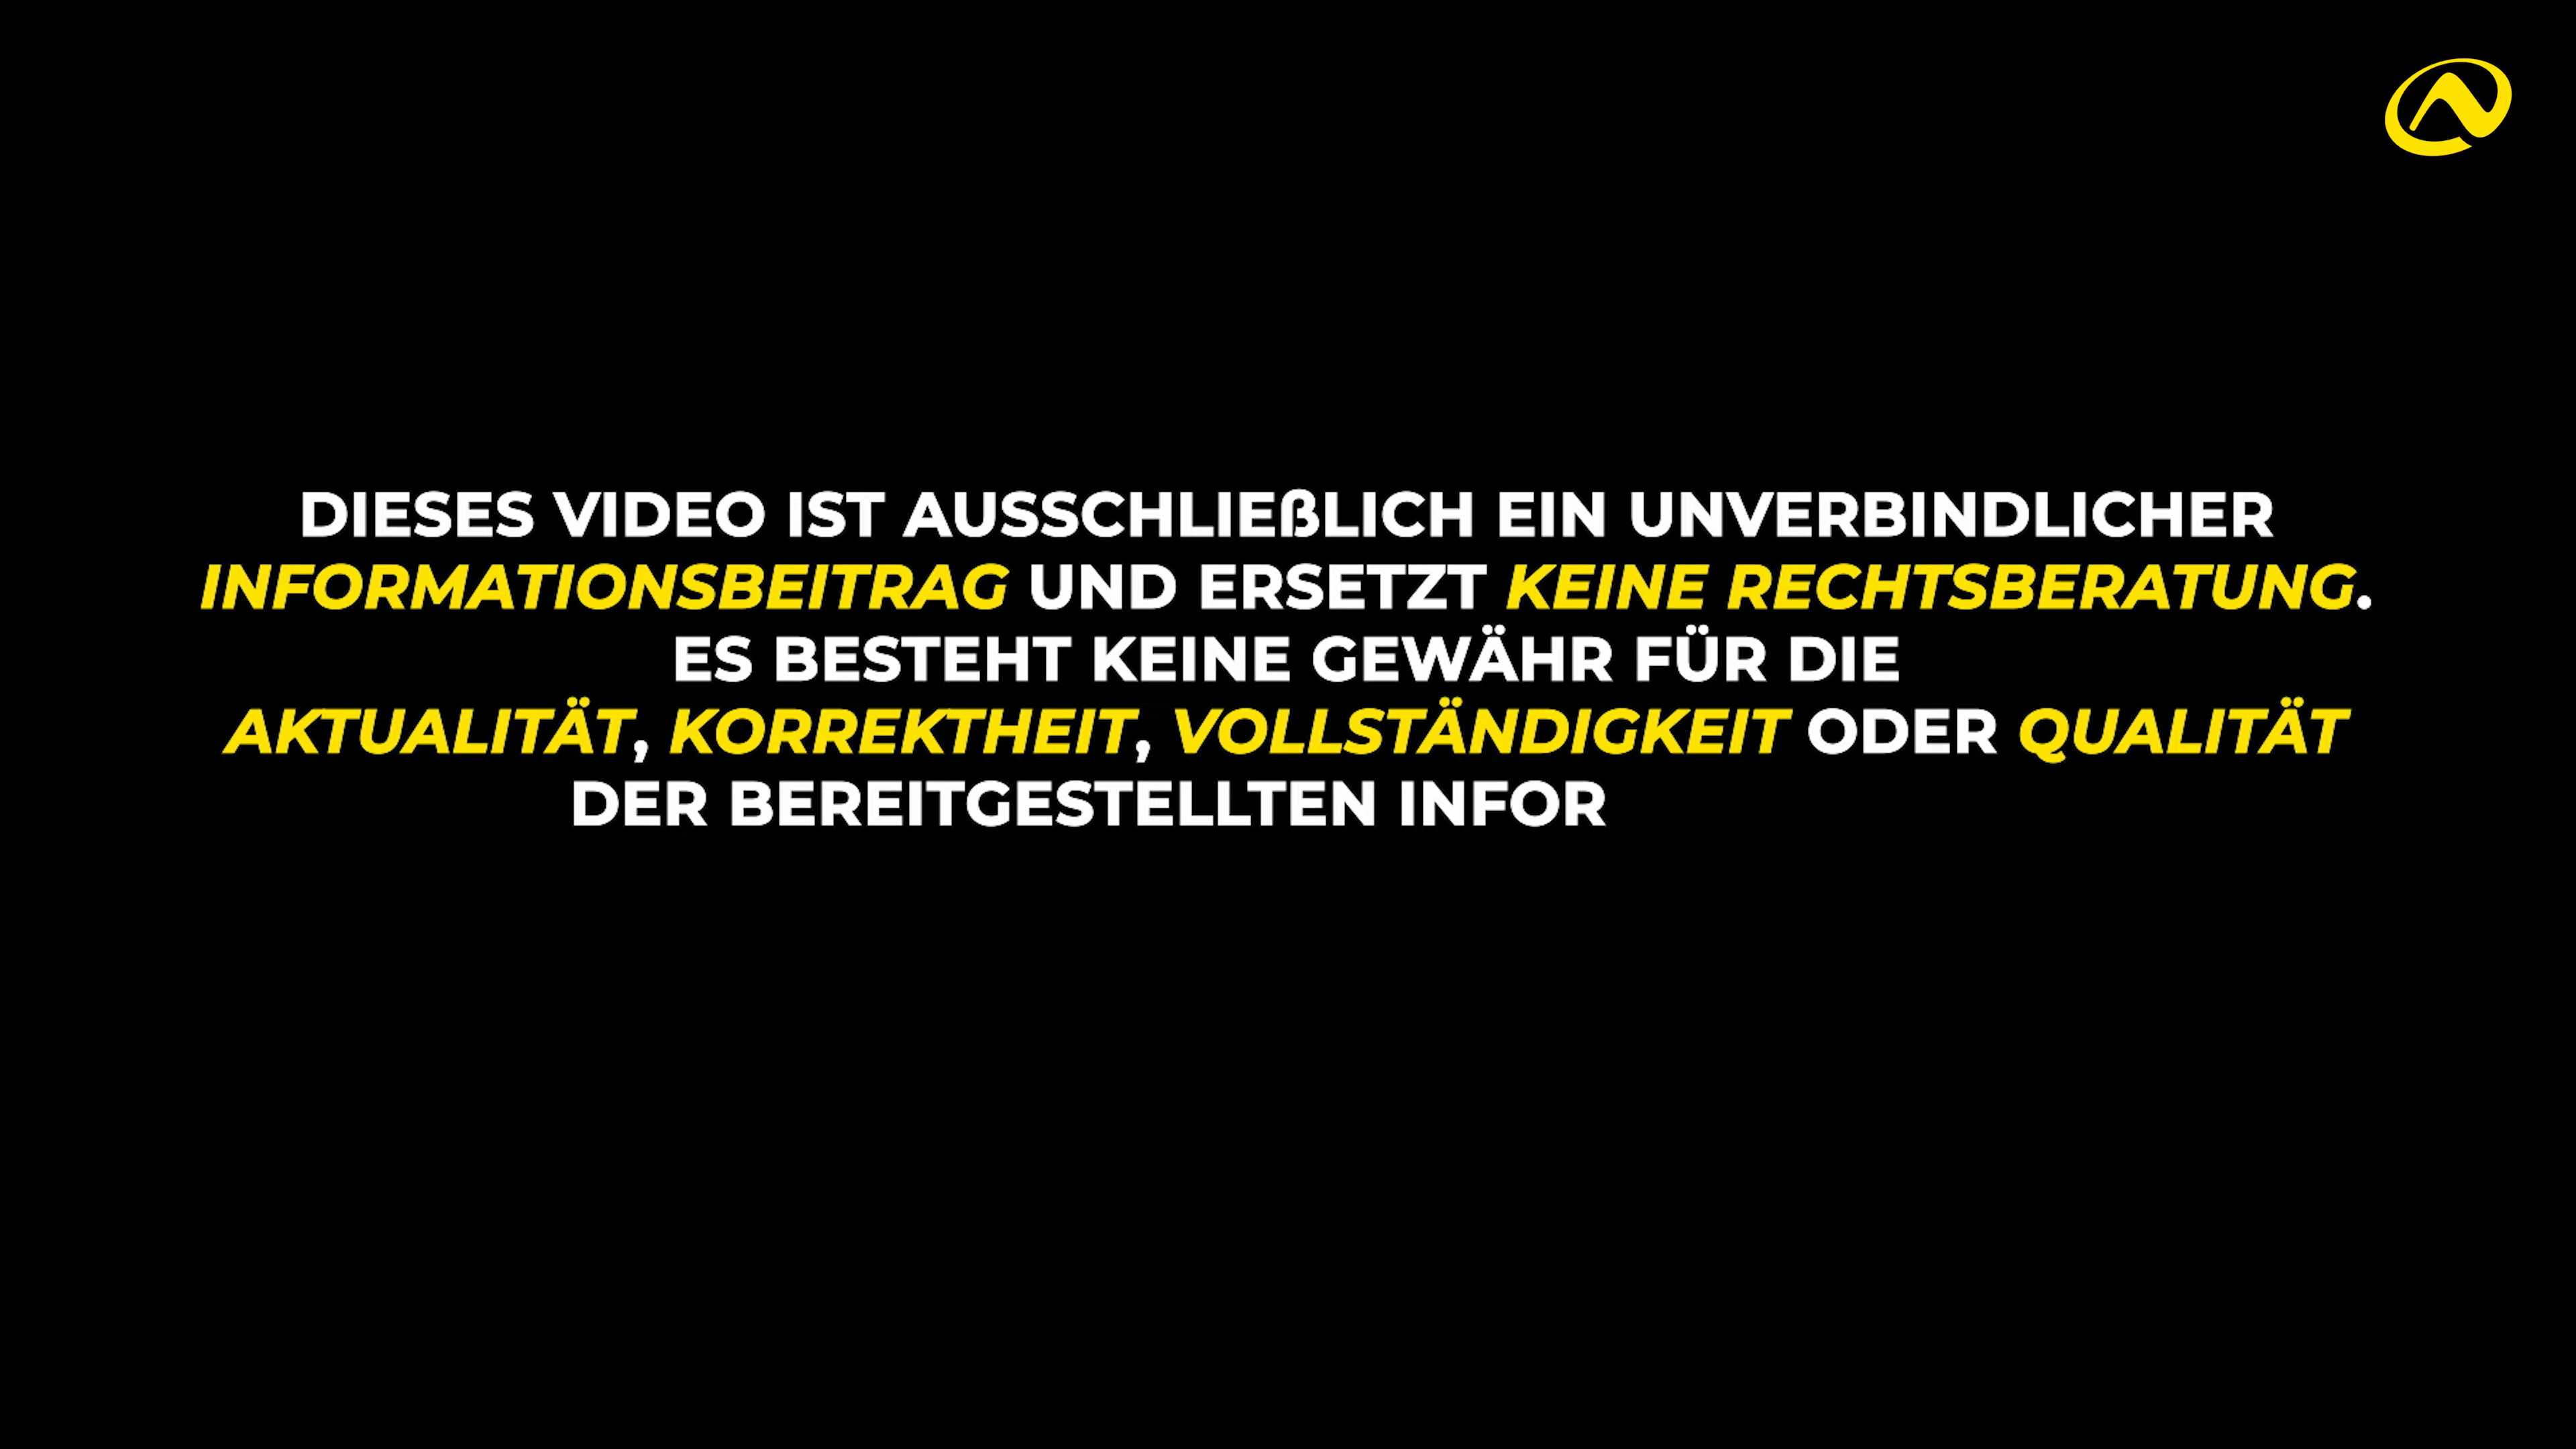 DIESES VIDEO IST AUSSCHLIEßLICH EIN UNVERBINDLICHER
INFORMATIONSBEITRAG UND ERSETZT KEINE RECHTSBERATUNG.
ES BESTEHT KEINE GEWÄHR FÜR DIE
AKTUALITÄT, KORREKTHEIT, VOLLSTÄNDIGKEIT ODER QUALITÄT
DER BEREITGESTELLTEN INFOR